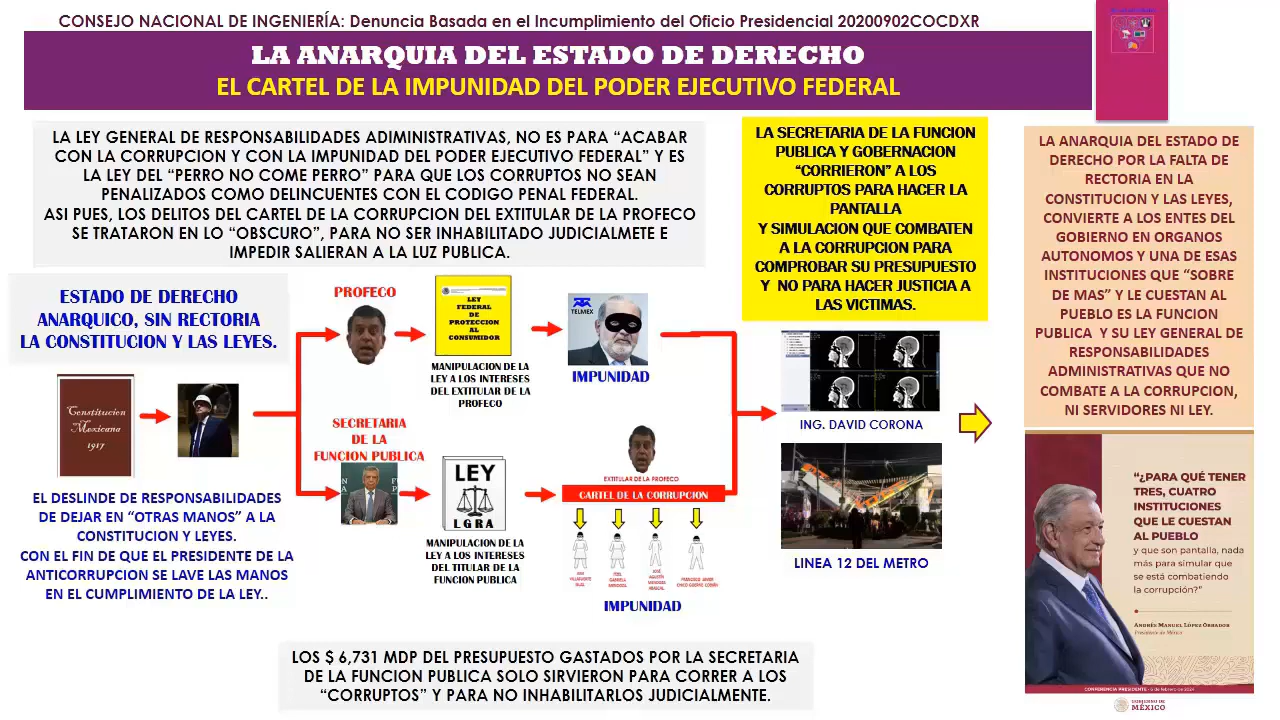 CONSEJO NACIONAL DE INGENIERÍA: Denuncia Basada en el Incumplimiento del Oficio Presidencial 20200902COCDXR
LA ANARQUIA DEL ESTADO DE DERECHO
EL CARTEL DE LA IMPUNIDAD DEL PODER EJECUTIVO FEDERAL
LA LEY GENERAL DE RESPONSABILIDADES ADIMINISTRATIVAS, NO ES PARA “ACABAR
CON LA CORRUPCION Y CON LA IMPUNIDAD DEL PODER EJECUTIVO FEDERAL” Y ES
LA LEY DEL “PERRO NO COME PERRO” PARA QUE LOS CORRUPTOS NO SEAN
PENALIZADOS COMO DELINCUENTES CON EL CODIGO PENAL FEDERAL.
ASI PUES, LOS DELITOS DEL CARTEL DE LA CORRUPCION DEL EXTITULAR DE LA PROFECO
SE TRATARON EN LO “OBSCURO”, PARA NO SER INHABILITADO JUDICIALMETE E
IMPEDIR SALIERAN A LA LUZ PUBLICA.
LA SECRETARIA DE LA FUNCION
PUBLICA Y GOBERNACION
“CORRIERON” A LOS
CORRUPTOS PARA HACER LA
PANTALLA
Y SIMULACION QUE COMBATEN
A LA CORRUPCION PARA
COMPROBAR SU PRESUPUESTO
Y NO PARA HACER JUSTICIA A
LAS VICTIMAS.
LA ANARQUIA DEL ESTADO DE
DERECHO POR LA FALTA DE
RECTORIA EN LA
CONSTITUCION Y LAS LEYES,
CONVIERTE A LOS ENTES DEL
GOBIERNO EN ORGANOS
AUTONOMOS Y UNA DE ESAS
INSTITUCIONES QUE “SOBRE
DE MAS” Y LE CUESTAN AL
PUEBLO ES LA FUNCION
PUBLICA Y SU LEY GENERAL DE
RESPONSABILIDADES
ADMINISTRATIVAS QUE NO
COMBATE A LA CORRUPCION,
NI SERVIDORES NI LEY.
ESTADO DE DERECHO
ANARQUICO, SIN RECTORIA
LA CONSTITUCION Y LAS LEYES.
Constitucion
Mexicana
1917
EL DESLINDE DE RESPONSABILIDADES
DE DEJAR EN “OTRAS MANOS” A LA
CONSTITUCION Y LEYES.
CON EL FIN DE QUE EL PRESIDENTE DE LA
ANTICORRUPCION SE LAVE LAS MANOS
EN EL CUMPLIMIENTO DE LA LEY..
PROFECO
LEY
FEDERAL
DE
PROTECCION
AL
CONSUMIDOR
MANIPULACION DE LA
LEY A LOS INTERESES
DEL EXTITULAR DE LA
PROFECO
TELMEX
IMPUNIDAD
SECRETARIA
DE LA
FUNCION PUBLICA
LEY
LGRA
MANIPULACION DE LA
LEY A LOS INTERESES
DEL TITULAR DE LA
FUNCION PUBLICA
EXTITULAR DE LA PROFECO
CARTEL DE LA CORRUPCION
IMPUNIDAD
ING. DAVID CORONA
LINEA 12 DEL METRO
“¿PARA QUÉ TENER
TRES, CUATRO
INSTITUCIONES
QUE LE CUESTAN
AL PUEBLO
y que son pantalla, nada
más para simular que
se está combatiendo
la corrupción?”
ANDRÉS MANUEL LÓPEZ OBRADOR
Presidente de México
CONFERENCIA PRESIDENTE - 6 de febrero de 2024
GOBIERNO DE
MÉXICO
LOS $ 6,731 MDP DEL PRESUPUESTO GASTADOS POR LA SECRETARIA
DE LA FUNCION PUBLICA SOLO SIRVIERON PARA CORRER A LOS
“CORRUPTOS” Y PARA NO INHABILITARLOS JUDICIALMENTE.